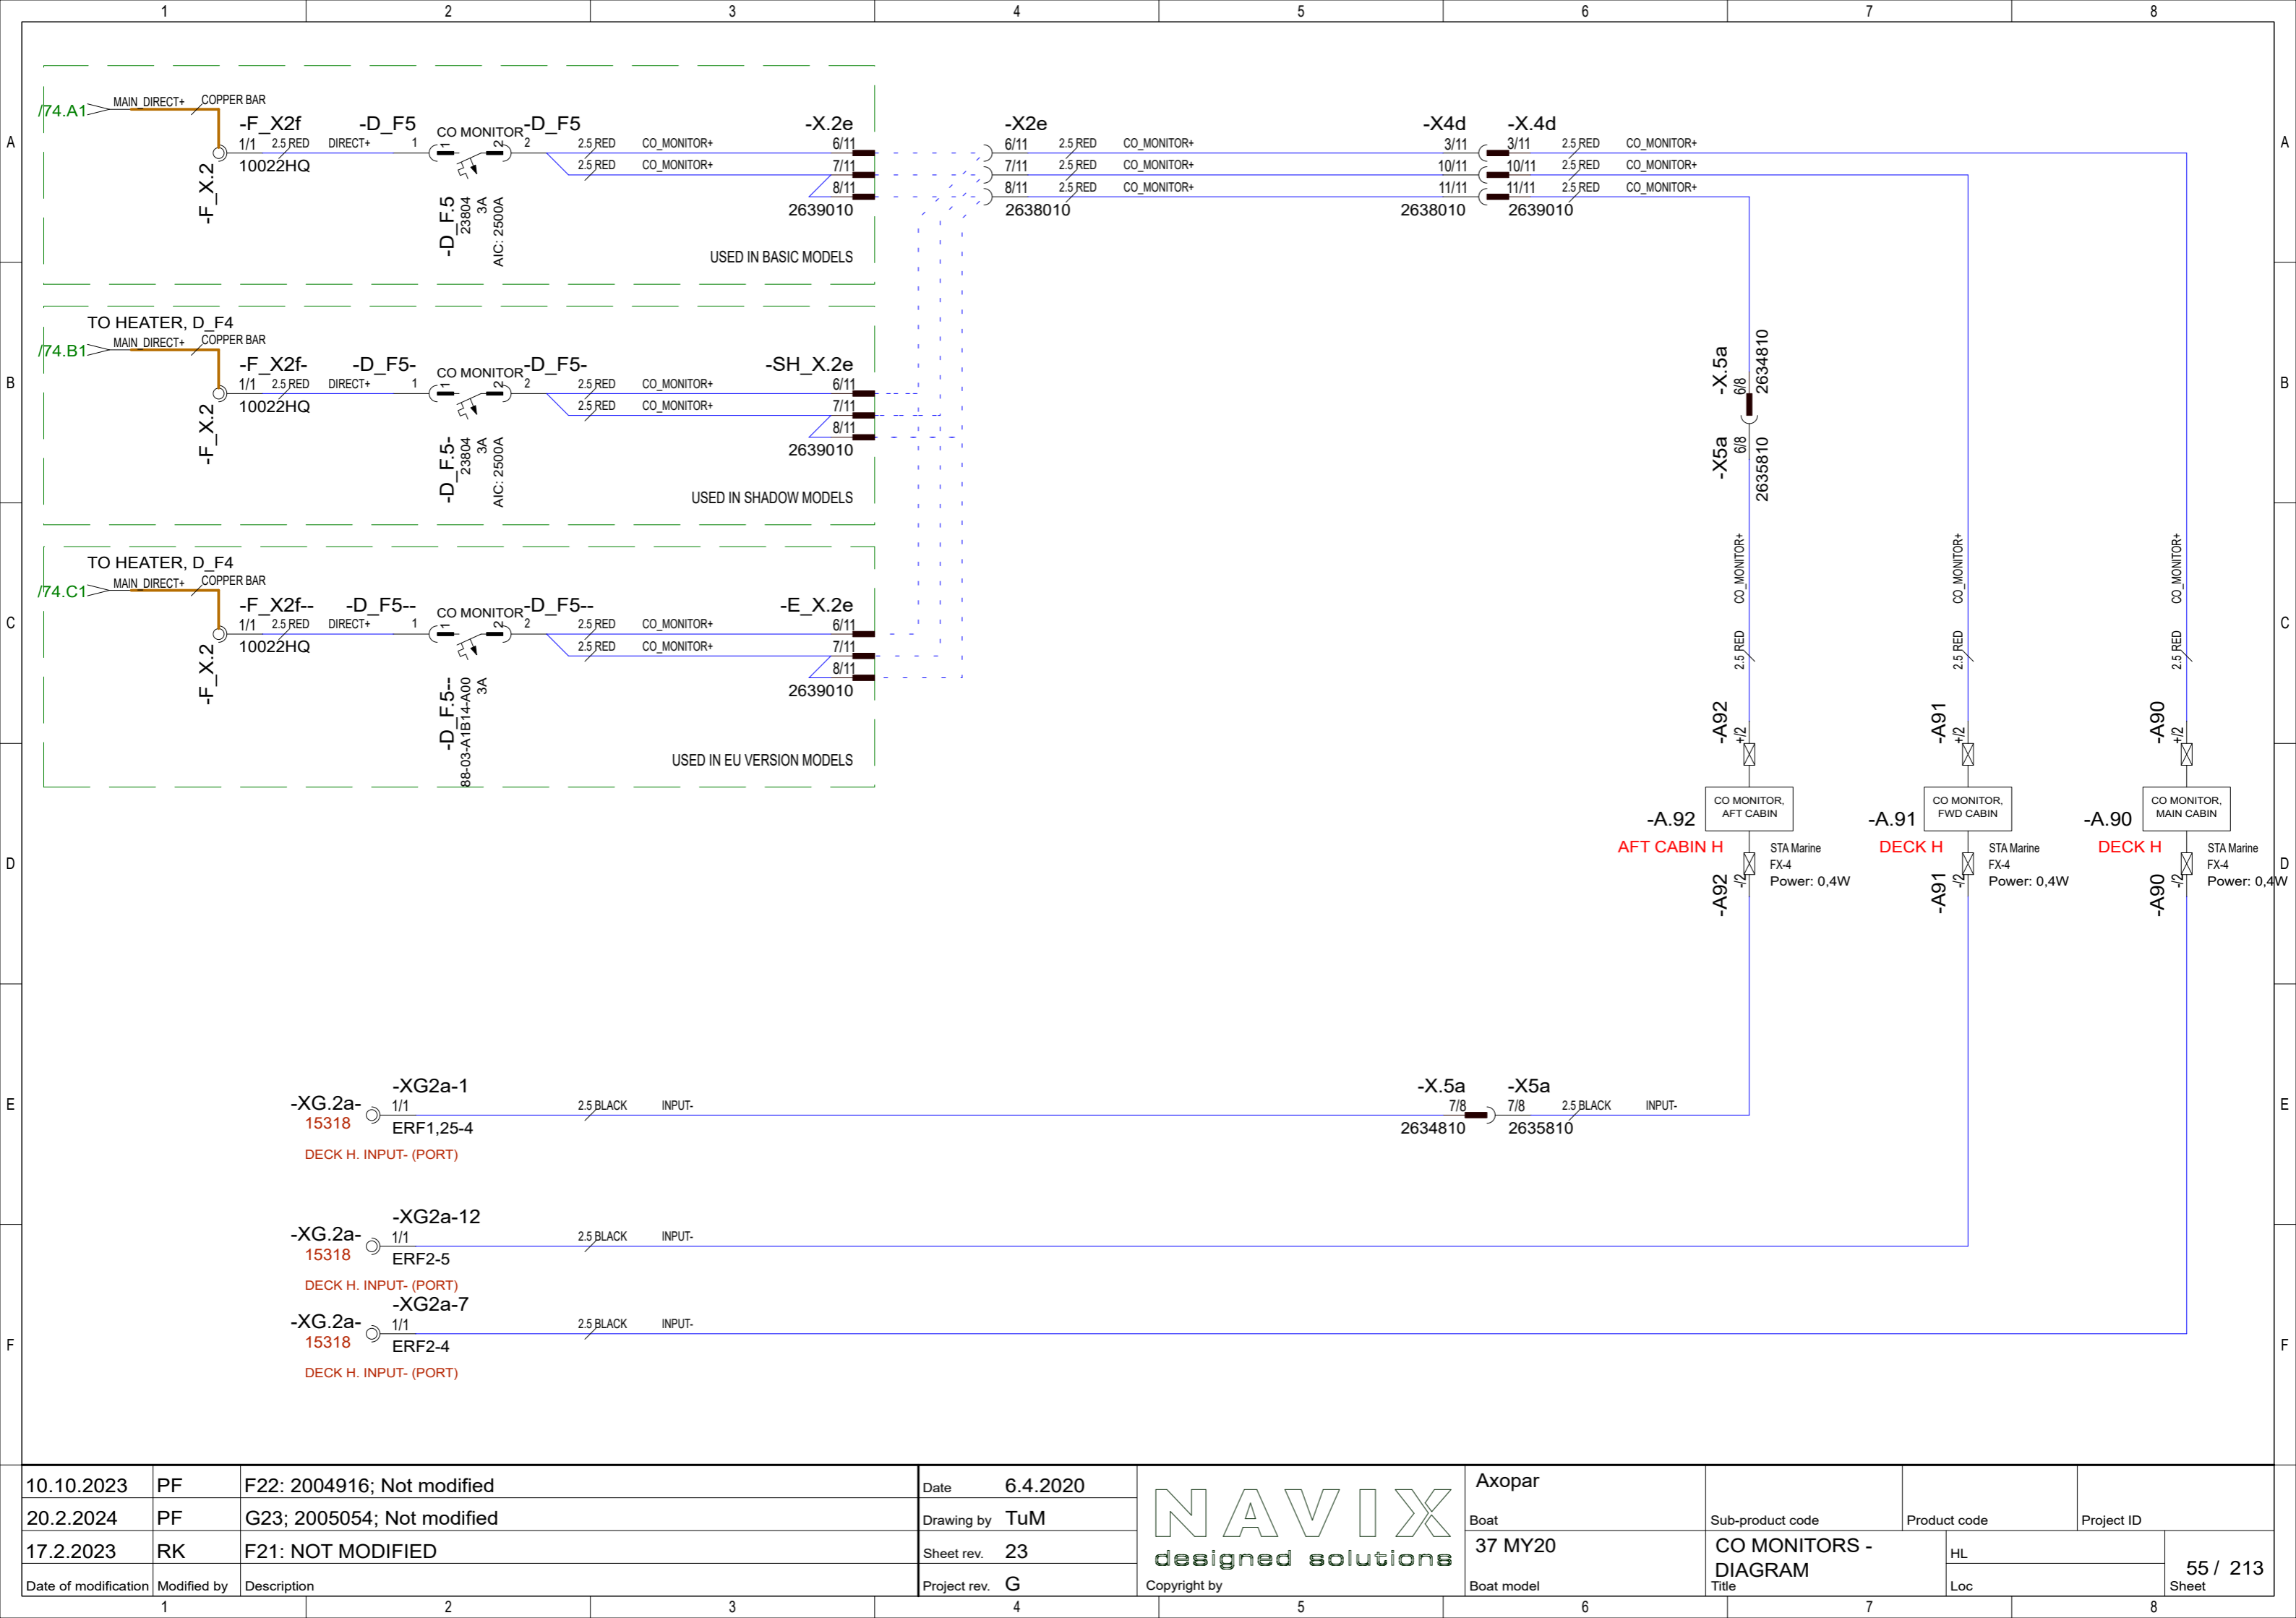 1 2 3 4 5 6 7 8
A A
/74.A1 MAIN_DIRECT+ COPPER BAR
-F_X2f -D_F5 CO MONITOR -D_F5 -X.2e
1/1 2.5 RED DIRECT+ 1 1 2 2 2.5 RED CO_MONITOR+ 6/11
2.5 RED CO_MONITOR+ 7/11
8/11
10022HQ 2639010
-F_X.2
-D_F.5
23804
3A
AIC: 2500A
USED IN BASIC MODELS
-X2e -X4d -X.4d
6/11 2.5 RED CO_MONITOR+ 3/11 3/11 2.5 RED CO_MONITOR+
7/11 2.5 RED CO_MONITOR+ 10/11 10/11 2.5 RED CO_MONITOR+
8/11 2.5 RED CO_MONITOR+ 11/11 11/11 2.5 RED CO_MONITOR+
2638010 2638010 2639010
B B
TO HEATER, D_F4
/74.B1 MAIN_DIRECT+ COPPER BAR
-F_X2f- -D_F5- CO MONITOR -D_F5- -SH_X.2e
1/1 2.5 RED DIRECT+ 1 1 2 2 2.5 RED CO_MONITOR+ 6/11
2.5 RED CO_MONITOR+ 7/11
8/11
10022HQ 2639010
-F_X.2
-D_F.5-
23804
3A
AIC: 2500A
USED IN SHADOW MODELS
-X.5a
6/8
2634810
-X5a
6/8
2635810
C C
TO HEATER, D_F4
/74.C1 MAIN_DIRECT+ COPPER BAR
-F_X2f-- -D_F5-- CO MONITOR -D_F5-- -E_X.2e
1/1 2.5 RED DIRECT+ 1 1 2 2 2.5 RED CO_MONITOR+ 6/11
2.5 RED CO_MONITOR+ 7/11
8/11
10022HQ 2639010
-F_X.2
-D_F.5--
88-03-A1B14-A00
3A
USED IN EU VERSION MODELS
CO_MONITOR+ CO_MONITOR+ CO_MONITOR+
2.5 RED 2.5 RED 2.5 RED
-A92 +/2 -A91 +/2 -A90 +/2
D D
CO MONITOR,
AFT CABIN
CO MONITOR,
FWD CABIN
CO MONITOR,
MAIN CABIN
-A.92 -A.91 -A.90
AFT CABIN H DECK H DECK H
STA Marine STA Marine STA Marine
FX-4 FX-4 FX-4
Power: 0,4W Power: 0,4W Power: 0,4W
-A92 -/2 -A91 -/2 -A90 -/2
E E
-XG2a-1 -X.5a -X5a
-XG.2a- 1/1 2.5 BLACK INPUT- 7/8 7/8 2.5 BLACK INPUT-
15318 ERF1,25-4 2634810 2635810
DECK H. INPUT- (PORT)
-XG2a-12
-XG.2a- 1/1 2.5 BLACK INPUT-
15318 ERF2-5
DECK H. INPUT- (PORT)
-XG2a-7
-XG.2a- 1/1 2.5 BLACK INPUT-
15318 ERF2-4
F F
DECK H. INPUT- (PORT)
10.10.2023 PF F22: 2004916; Not modified
20.2.2024 PF G23; 2005054; Not modified
17.2.2023 RK F21: NOT MODIFIED
Date of modification Modified by Description
Date 6.4.2020
Drawing by TuM
Sheet rev. 23
Project rev. G
NAVIX
designed solutions
Copyright by
Axopar
Boat
37 MY20
Boat model
Sub-product code Product code Project ID
CO MONITORS -
DIAGRAM
Title
HL
Loc
55 / 213
Sheet
1 2 3 4 5 6 7 8